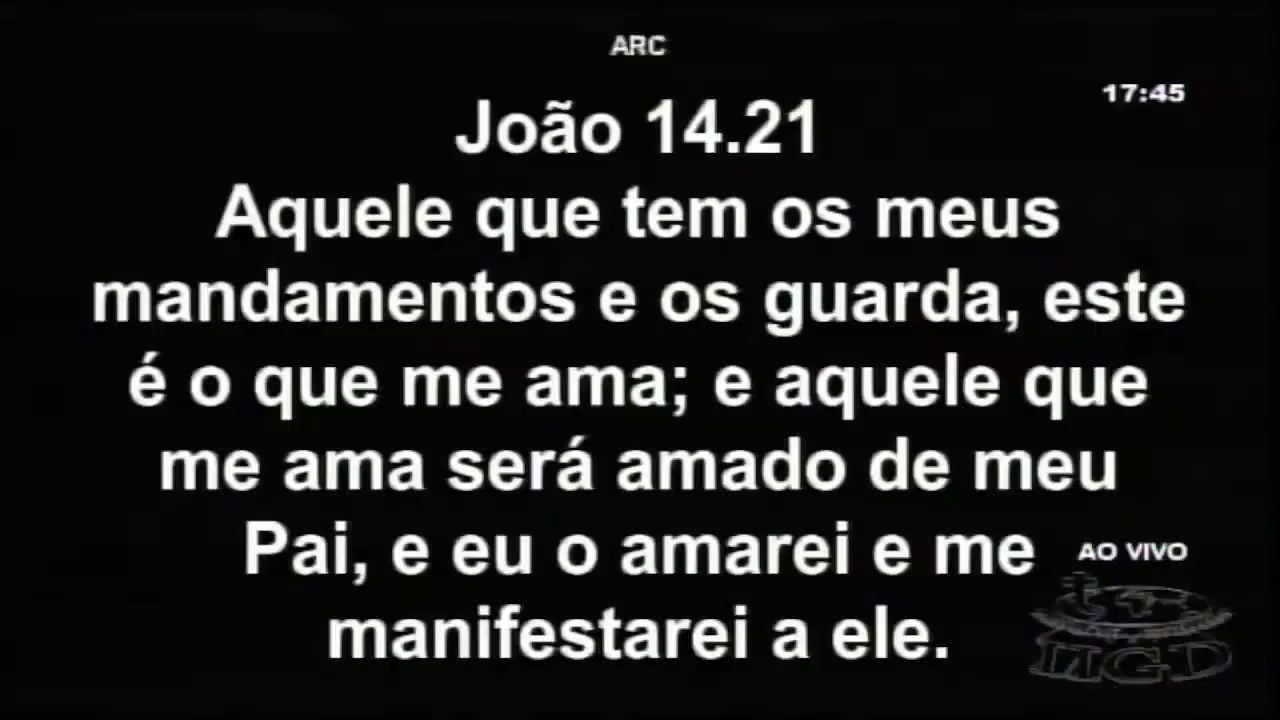 ARC
17:45
João 14.21
Aquele que tem os meus
mandamentos e os guarda, este
é o que me ama; e aquele que
me ama será amado de meu
Pai, e eu o amarei e me
manifestarei a ele.
AO VIVO
IIGD